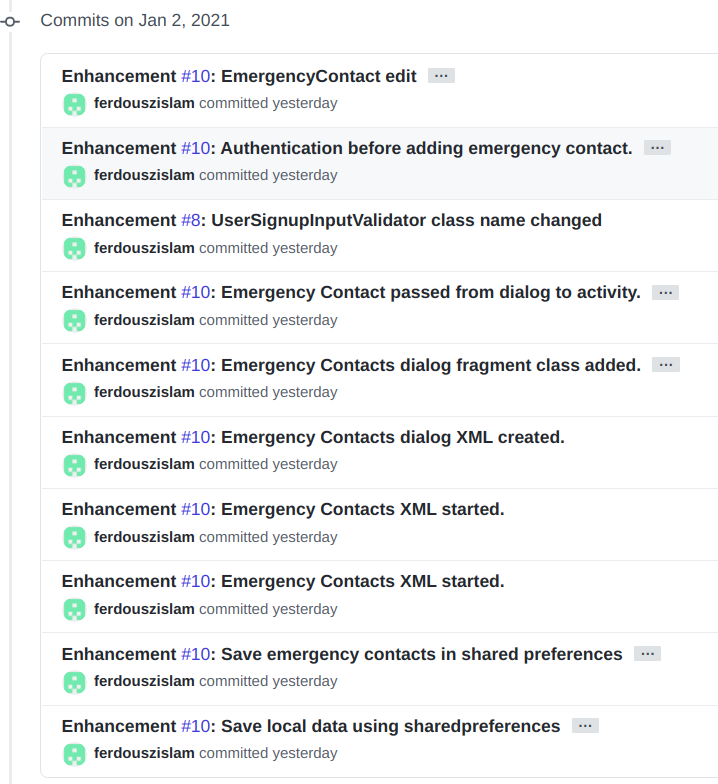 Commits on Jan 2, 2021
Enhancement #10: EmergencyContact edit ...
ferdouszislam committed yesterday
Enhancement #10: Authentication before adding emergency contact. ...
ferdouszislam committed yesterday
Enhancement #8: UserSignupInputValidator class name changed
ferdouszislam committed yesterday
Enhancement #10: Emergency Contact passed from dialog to activity. ...
ferdouszislam committed yesterday
Enhancement #10: Emergency Contacts dialog fragment class added. ...
ferdouszislam committed yesterday
Enhancement #10: Emergency Contacts dialog XML created.
ferdouszislam committed yesterday
Enhancement #10: Emergency Contacts XML started.
ferdouszislam committed yesterday
Enhancement #10: Emergency Contacts XML started.
ferdouszislam committed yesterday
Enhancement #10: Save emergency contacts in shared preferences ...
ferdouszislam committed yesterday
Enhancement #10: Save local data using sharedpreferences ...
ferdouszislam committed yesterday